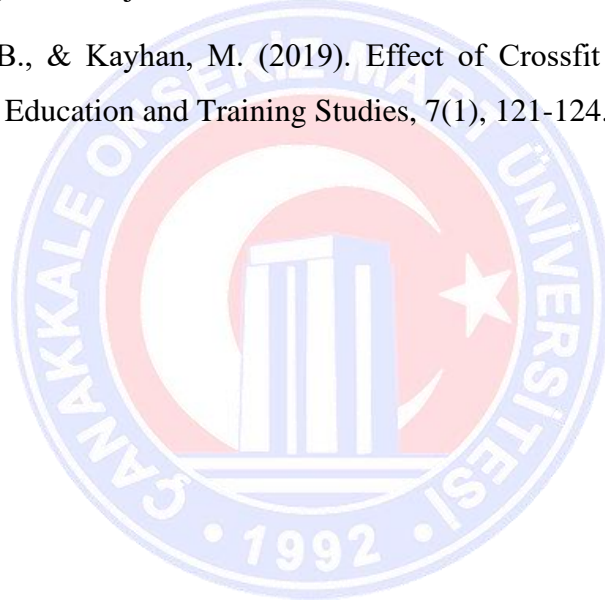 B., & Kayhan, M. (2019). Effect of Crossfit
Education and Training Studies, 7(1), 121-124.
ÇANAKKALE ONSEKİZ MART ÜNİVERSİTESİ
• 1992 •